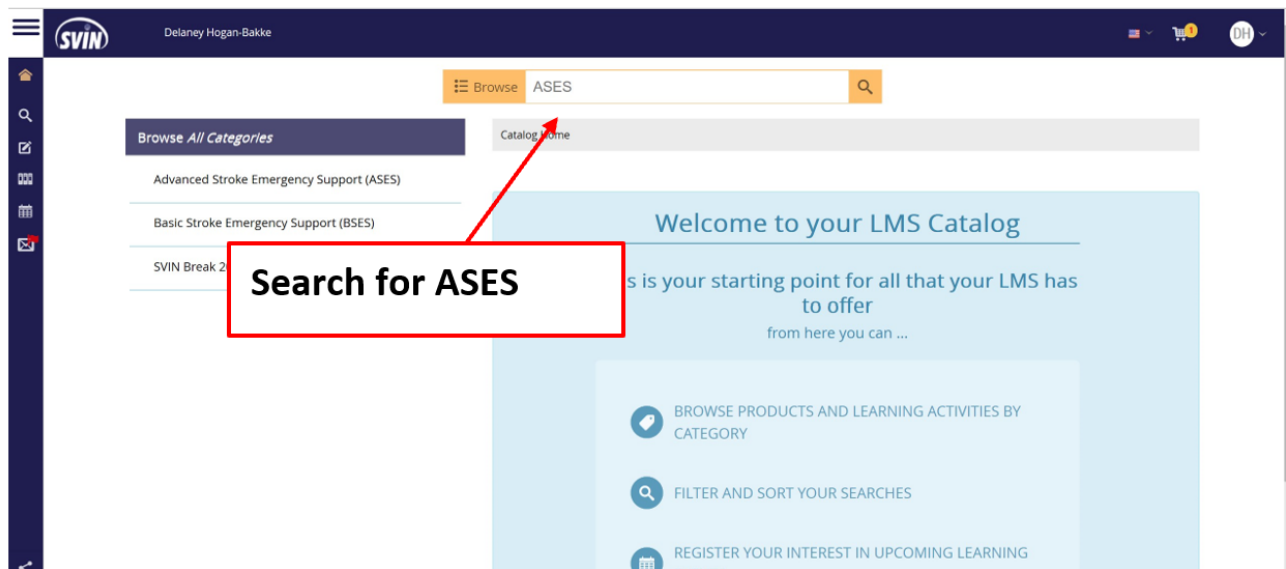 SVIN
Delaney Hogan-Bakke
1
DH
Browse
ASES
Browse All Categories
Catalog Home
Advanced Stroke Emergency Support (ASES)
Basic Stroke Emergency Support (BSES)
SVIN Break 2
Search for ASES
Welcome to your LMS Catalog
s is your starting point for all that your LMS has
to offer
from here you can ...
BROWSE PRODUCTS AND LEARNING ACTIVITIES BY
CATEGORY
FILTER AND SORT YOUR SEARCHES
REGISTER YOUR INTEREST IN UPCOMING LEARNING